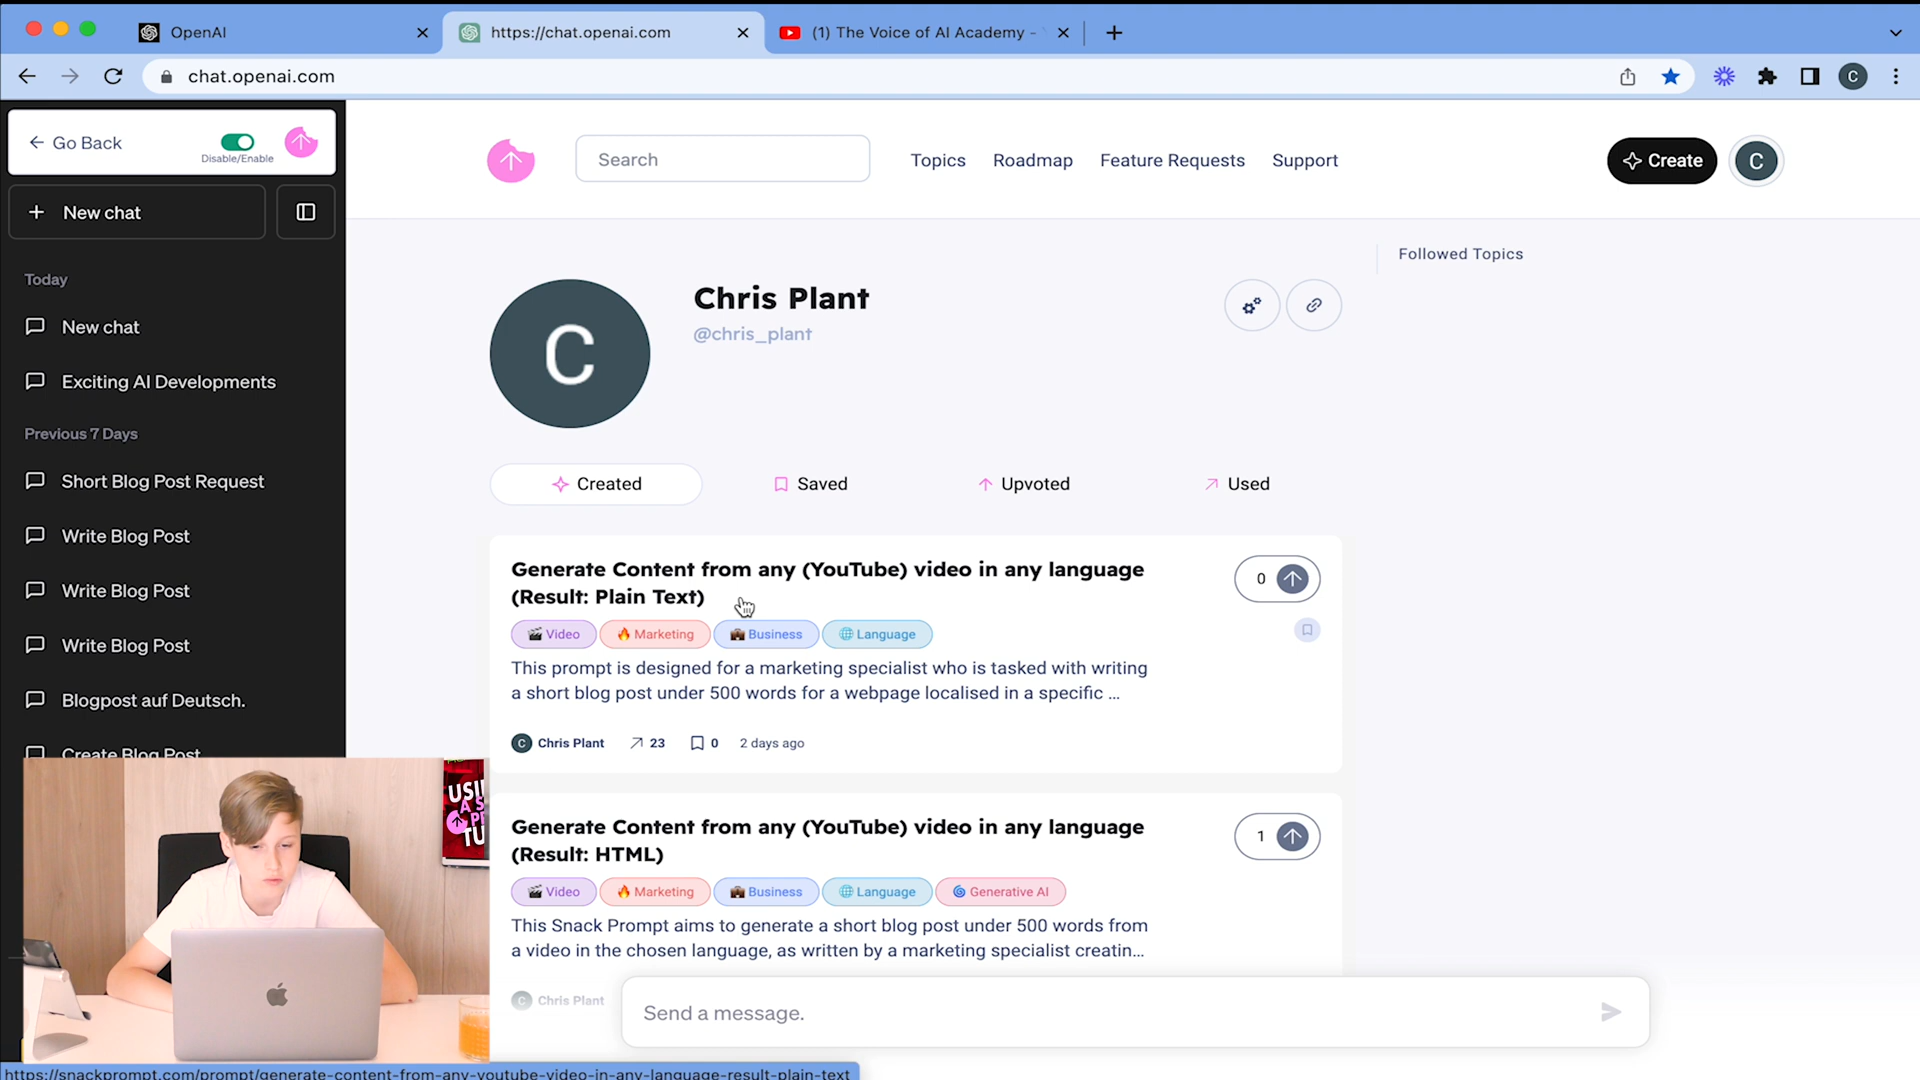 OpenAI
https://chat.openai.com
(1) The Voice of AI Academy -
chat.openai.com
C
Go Back
Disable/Enable
New chat
Today
New chat
Exciting AI Developments
Previous 7 Days
Short Blog Post Request
Write Blog Post
Write Blog Post
Write Blog Post
Blogpost auf Deutsch.
Create Blog Post
Search
Topics
Roadmap
Feature Requests
Support
Create
C
Followed Topics
C
Chris Plant
@chris_plant
Created
Saved
Upvoted
Used
Generate Content from any (YouTube) video in any language
(Result: Plain Text)
0
Video
Marketing
Business
Language
This prompt is designed for a marketing specialist who is tasked with writing
a short blog post under 500 words for a webpage localised in a specific ...
C
Chris Plant
23
0
2 days ago
Generate Content from any (YouTube) video in any language
(Result: HTML)
1
Video
Marketing
Business
Language
Generative AI
This Snack Prompt aims to generate a short blog post under 500 words from
a video in the chosen language, as written by a marketing specialist creatin...
C
Chris Plant
Send a message.
https://snackprompt.com/prompt/generate-content-from-any-youtube-video-in-any-language-result-plain-text